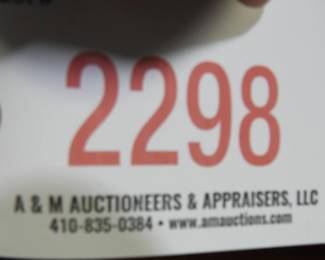 2298
A & M AUCTIONEERS & APPRAISERS, LLC
410-835-0384 • www.amauctions.com